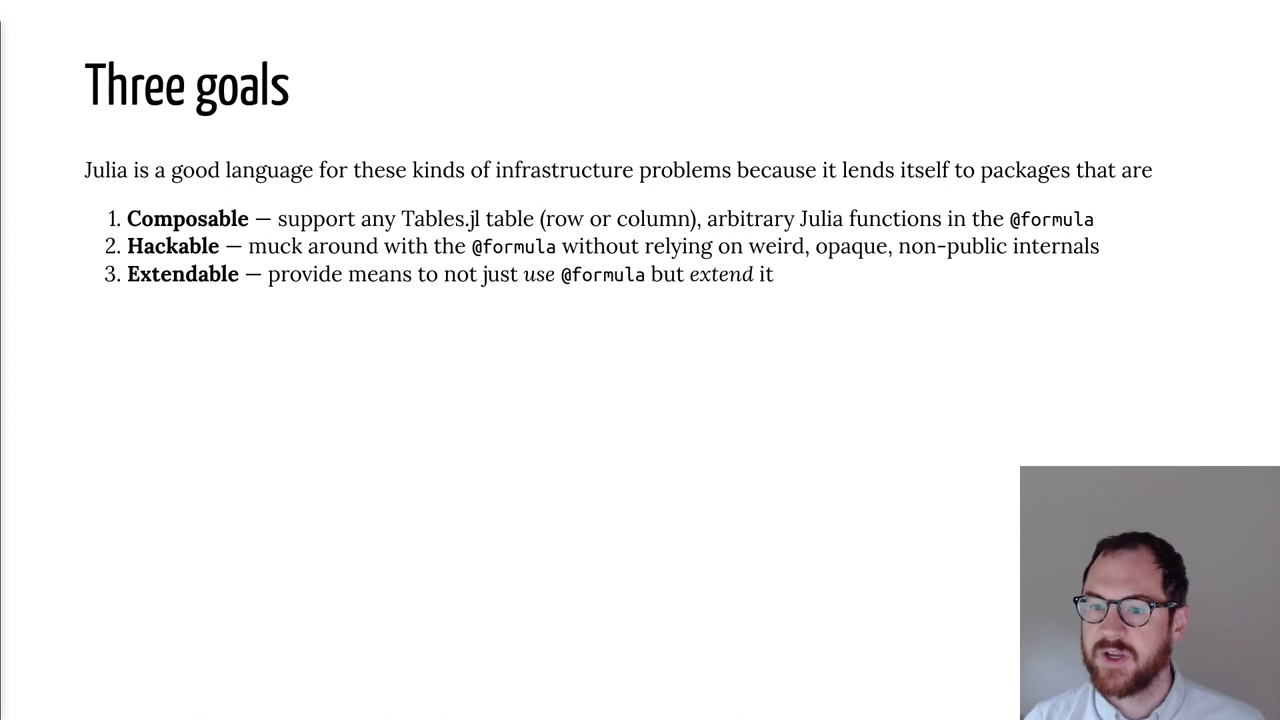 Three goals
Julia is a good language for these kinds of infrastructure problems because it lends itself to packages that are
1. Composable — support any Tables.jl table (row or column), arbitrary Julia functions in the @formula
2. Hackable — muck around with the @formula without relying on weird, opaque, non-public internals
3. Extendable — provide means to not just use @formula but extend it